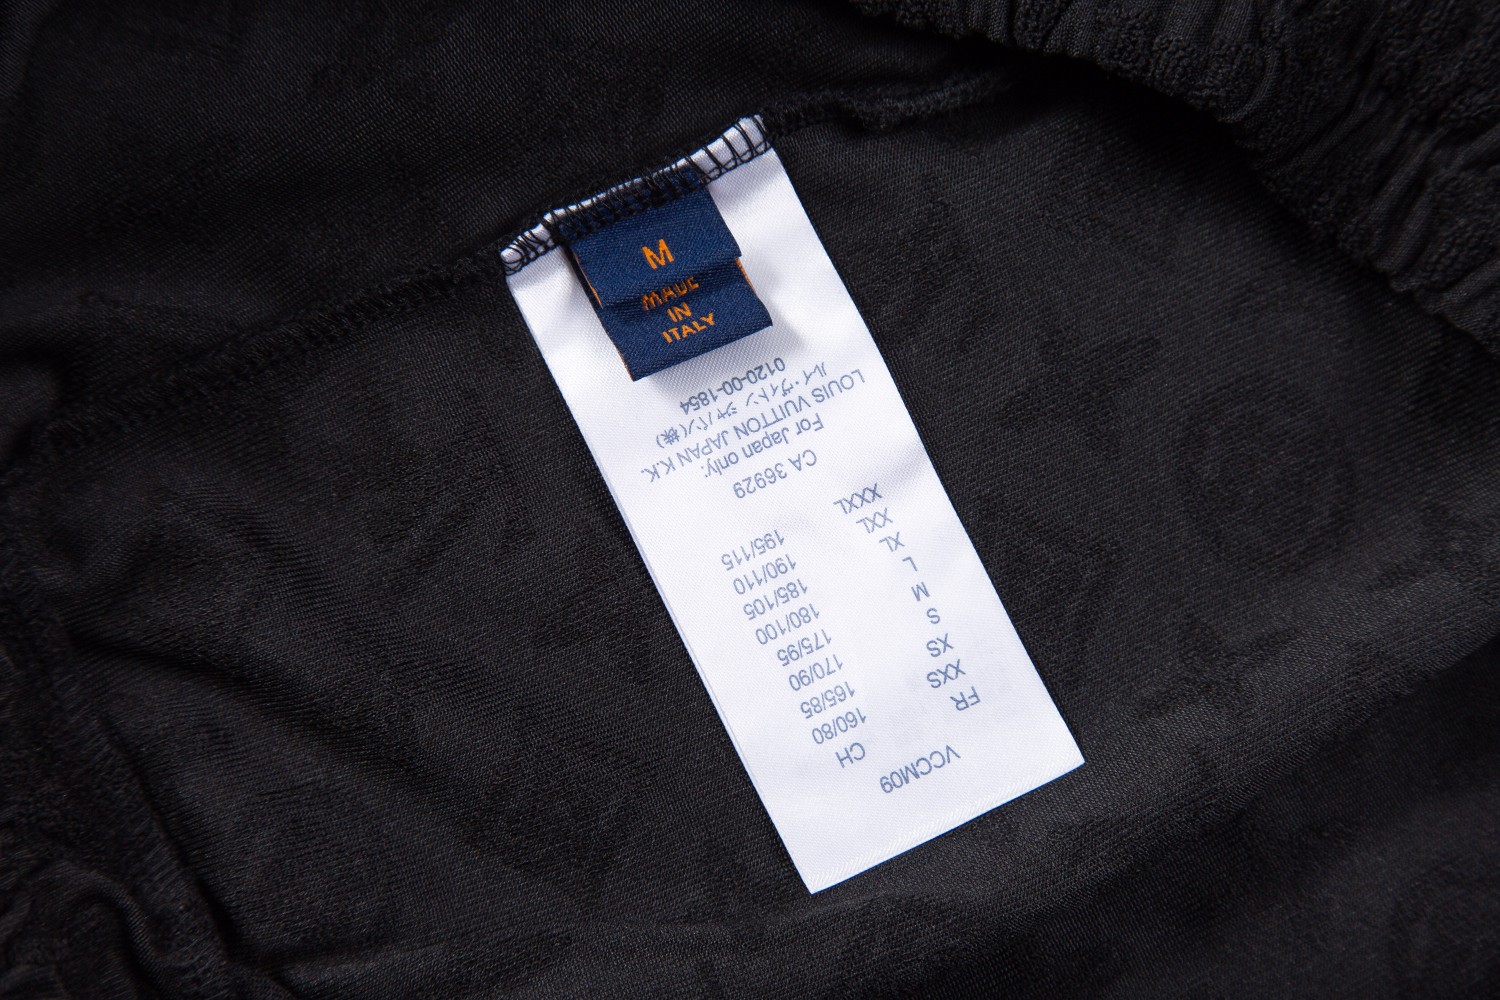 M
MADE
IN
ITALY
VCCM09
FR CH
XXS 160/80
XS 165/85
S 170/90
M 175/95
L 180/100
XL 185/105
XXL 190/110
XXXL 195/115
CA 36929
For Japan only:
LOUIS VUITTON JAPAN K.K.
ルイ・ヴィトン ジャパン(株)
0120-00-1854